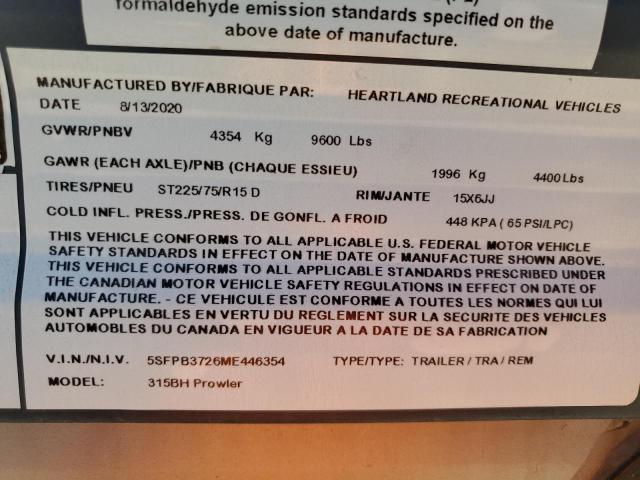 formaldehyde emission standards specified on the
above date of manufacture.
MANUFACTURED BY/FABRIQUE PAR: HEARTLAND RECREATIONAL VEHICLES
DATE 8/13/2020
GVWR/PNBV 4354 Kg 9600 Lbs
GAWR (EACH AXLE)/PNB (CHAQUE ESSIEU) 1996 Kg 4400 Lbs
TIRES/PNEU ST225/75/R15 D RIM/JANTE 15X6JJ
COLD INFL. PRESS./PRESS. DE GONFL. A FROID 448 KPA ( 65 PSI/LPC)
THIS VEHICLE CONFORMS TO ALL APPLICABLE U.S. FEDERAL MOTOR VEHICLE
SAFETY STANDARDS IN EFFECT ON THE DATE OF MANUFACTURE SHOWN ABOVE.
THIS VEHICLE CONFORMS TO ALL APPLICABLE STANDARDS PRESCRIBED UNDER
THE CANADIAN MOTOR VEHICLE SAFETY REGULATIONS IN EFFECT ON DATE OF
MANUFACTURE. - CE VEHICULE EST CONFORME A TOUTES LES NORMES QUI LUI
SONT APPLICABLES EN VERTU DU REGLEMENT SUR LA SECURITE DES VEHICLES
AUTOMOBILES DU CANADA EN VIGUEUR A LA DATE DE SA FABRICATION
V.I.N./N.I.V. 5SFPB3726ME446354 TYPE/TYPE: TRAILER / TRA / REM
MODEL: 315BH Prowler